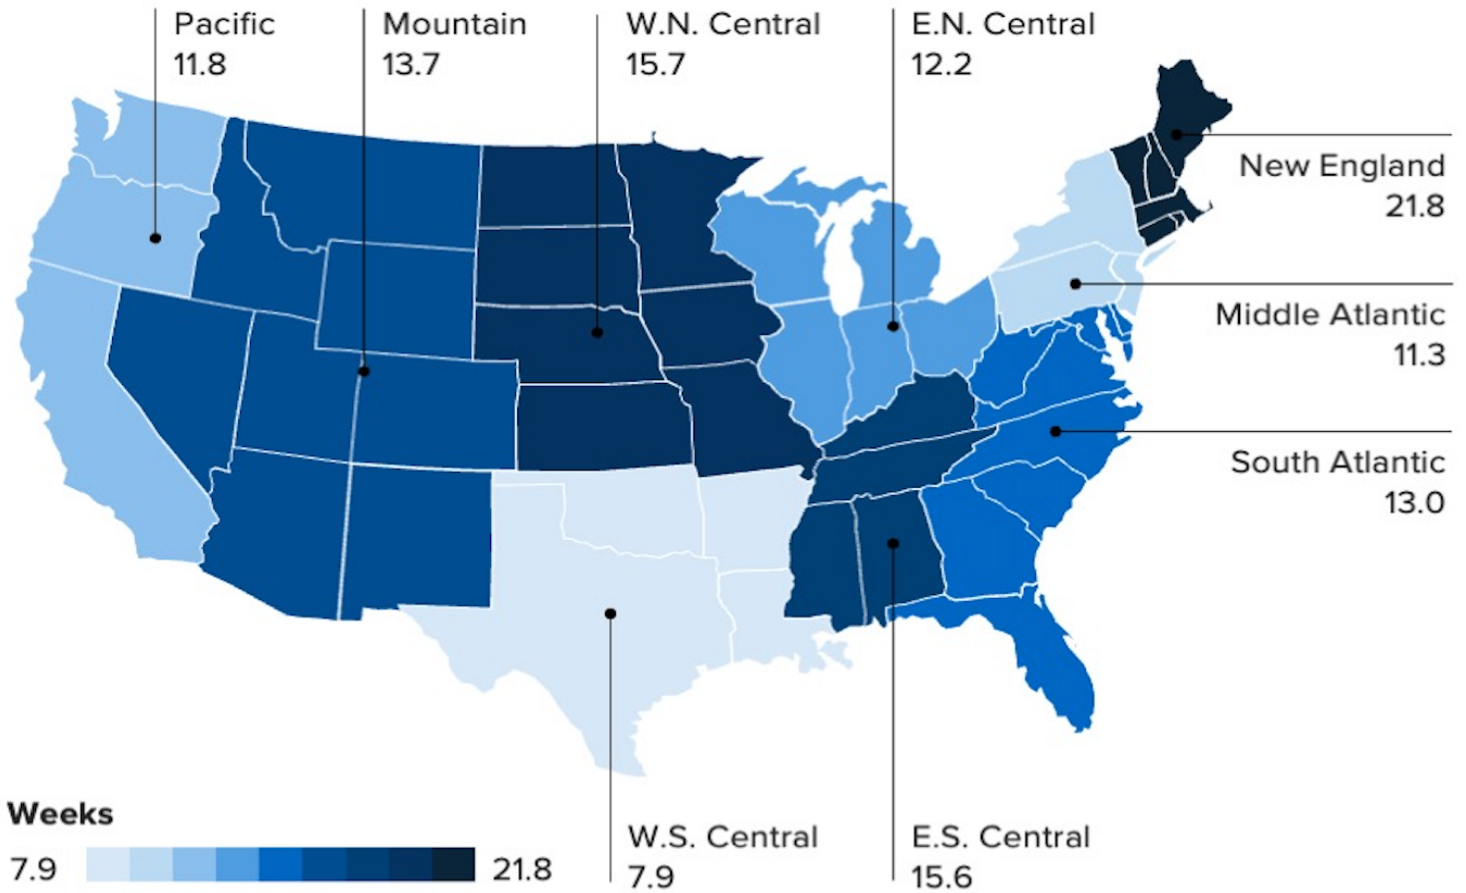 Pacific
11.8
Mountain
13.7
W.N. Central
15.7
E.N. Central
12.2
New England
21.8
Middle Atlantic
11.3
South Atlantic
13.0
Weeks
7.9
21.8
W.S. Central
7.9
E.S. Central
15.6